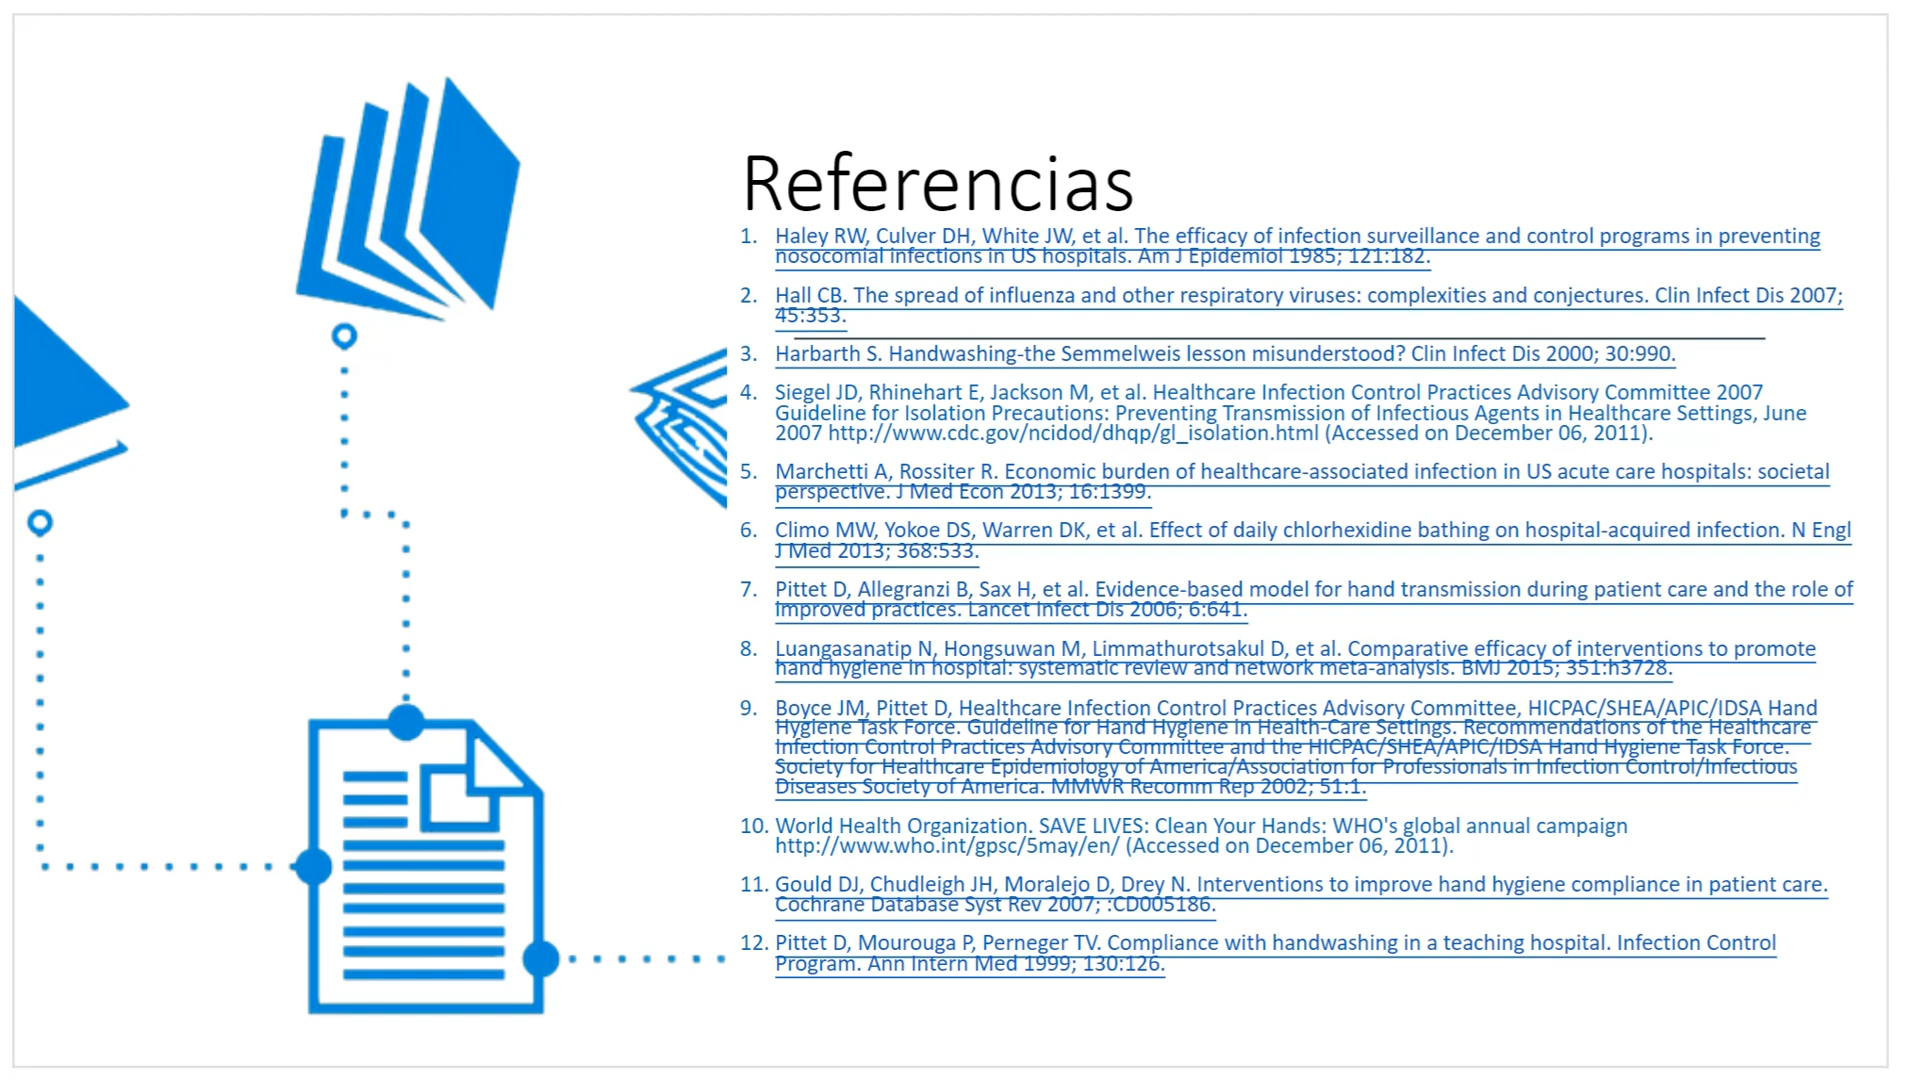 Referencias
1. Haley RW, Culver DH, White JW, et al. The efficacy of infection surveillance and control programs in preventing
nosocomial infections in US hospitals. Am J Epidemiol 1985; 121:182.
2. Hall CB. The spread of influenza and other respiratory viruses: complexities and conjectures. Clin Infect Dis 2007;
45:353.
3. Harbarth S. Handwashing-the Semmelweis lesson misunderstood? Clin Infect Dis 2000; 30:990.
4. Siegel JD, Rhinehart E, Jackson M, et al. Healthcare Infection Control Practices Advisory Committee 2007
Guideline for Isolation Precautions: Preventing Transmission of Infectious Agents in Healthcare Settings, June
2007 http://www.cdc.gov/ncidod/dhqp/gl_isolation.html (Accessed on December 06, 2011).
5. Marchetti A, Rossiter R. Economic burden of healthcare-associated infection in US acute care hospitals: societal
perspective. J Med Econ 2013; 16:1399.
6. Climo MW, Yokoe DS, Warren DK, et al. Effect of daily chlorhexidine bathing on hospital-acquired infection. N Engl
J Med 2013; 368:533.
7. Pittet D, Allegranzi B, Sax H, et al. Evidence-based model for hand transmission during patient care and the role of
improved practices. Lancet Infect Dis 2006; 6:641.
8. Luangasanatip N, Hongsuwan M, Limmathurotsakul D, et al. Comparative efficacy of interventions to promote
hand hygiene in hospital: systematic review and network meta-analysis. BMJ 2015; 351:h3728.
9. Boyce JM, Pittet D, Healthcare Infection Control Practices Advisory Committee, HICPAC/SHEA/APIC/IDSA Hand
Hygiene Task Force. Guideline for Hand Hygiene in Health-Care Settings. Recommendations of the Healthcare
Infection Control Practices Advisory Committee and the HICPAC/SHEA/APIC/IDSA Hand Hygiene Task Force.
Society for Healthcare Epidemiology of America/Association for Professionals in Infection Control/Infectious
Diseases Society of America. MMWR Recomm Rep 2002; 51:1.
10. World Health Organization. SAVE LIVES: Clean Your Hands: WHO's global annual campaign
http://www.who.int/gpsc/5may/en/ (Accessed on December 06, 2011).
11. Gould DJ, Chudleigh JH, Moralejo D, Drey N. Interventions to improve hand hygiene compliance in patient care.
Cochrane Database Syst Rev 2007; :CD005186.
12. Pittet D, Mourouga P, Perneger TV. Compliance with handwashing in a teaching hospital. Infection Control
Program. Ann Intern Med 1999; 130:126.